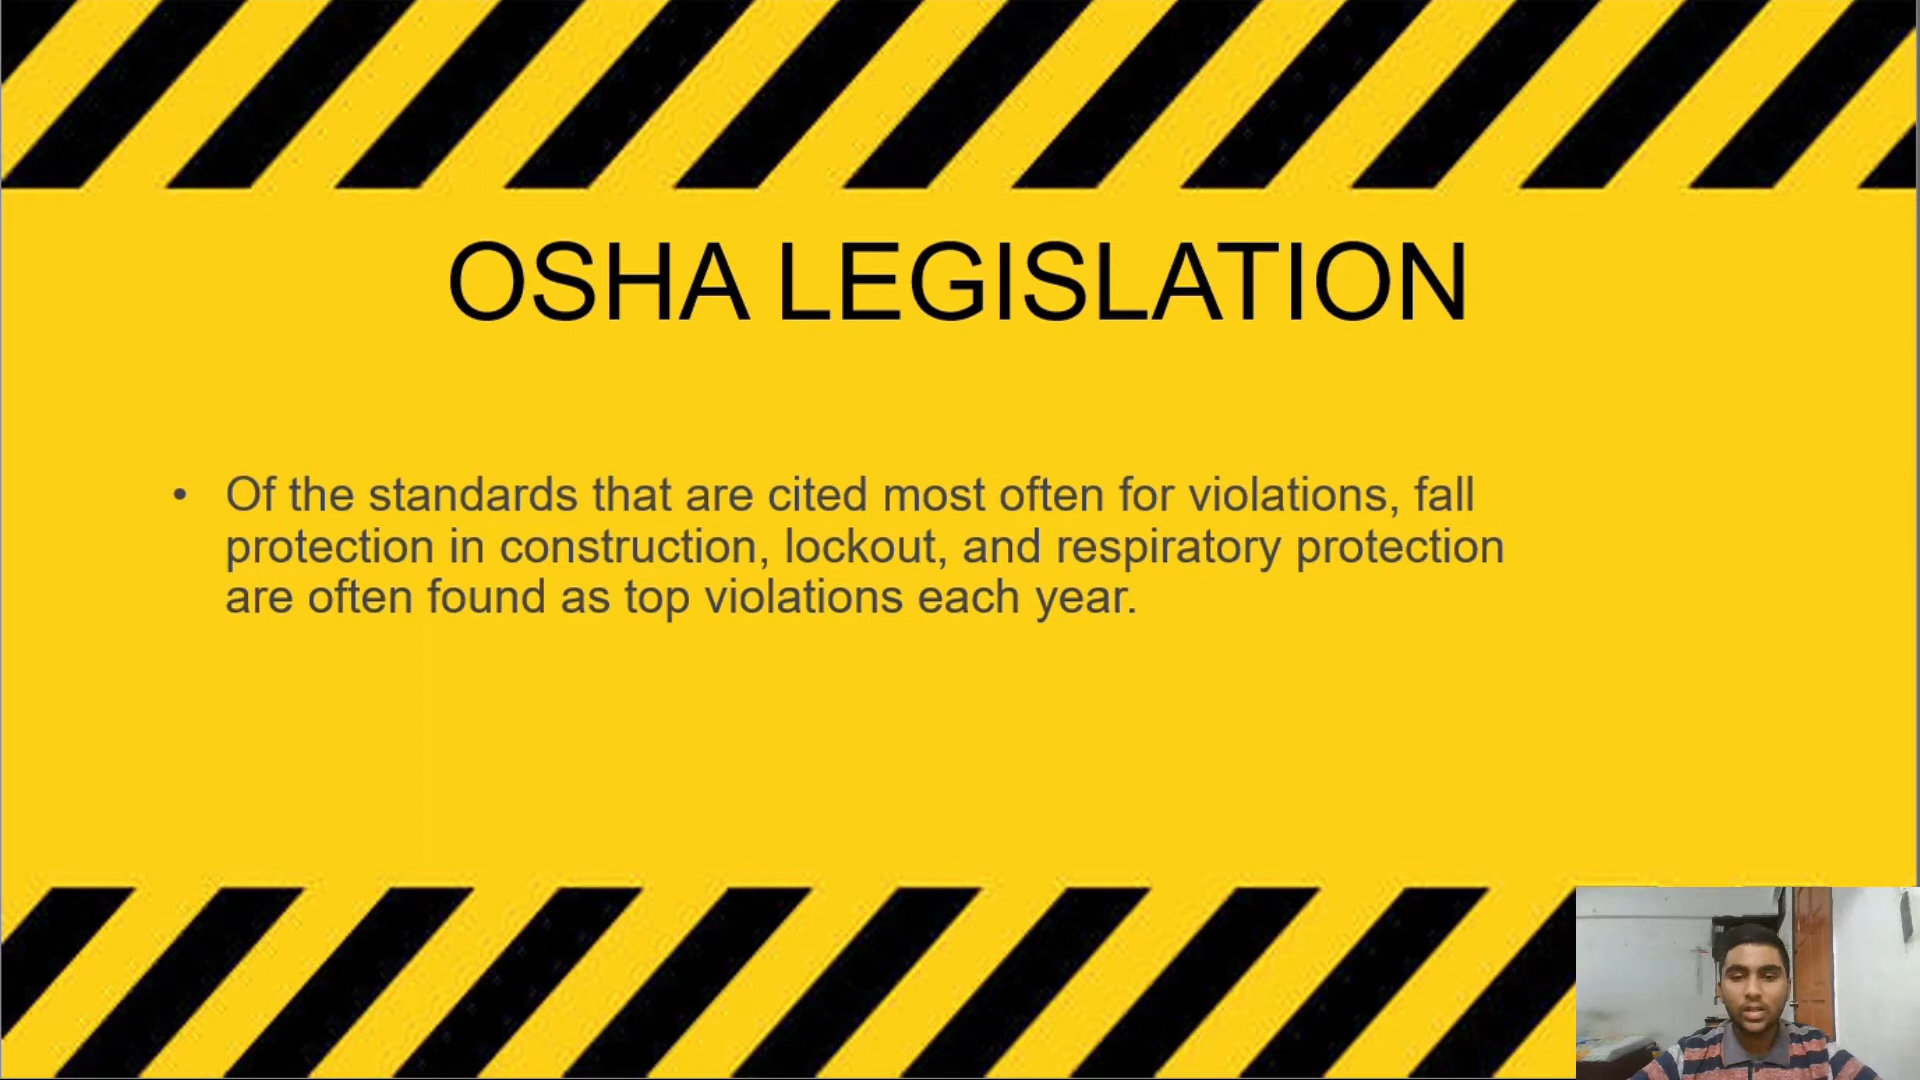 OSHA LEGISLATION
• Of the standards that are cited most often for violations, fall
protection in construction, lockout, and respiratory protection
are often found as top violations each year.